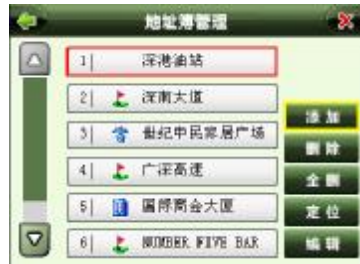 地址薄管理
1| 深港油站
2| 深南大道
3| 世纪中民家居广场
4| 广深高速
5| 国际商会大厦
6| NUMBER FIVE BAR
添加
删除
全删
定位
编辑